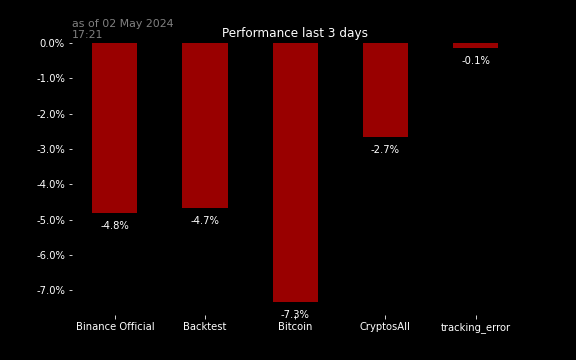 as of 02 May 2024
17:21
Performance last 3 days
0.0%
-1.0%
-2.0%
-3.0%
-4.0%
-5.0%
-6.0%
-7.0%
-4.8%
-4.7%
-7.3%
-2.7%
-0.1%
Binance Official
Backtest
Bitcoin
CryptosAll
tracking_error